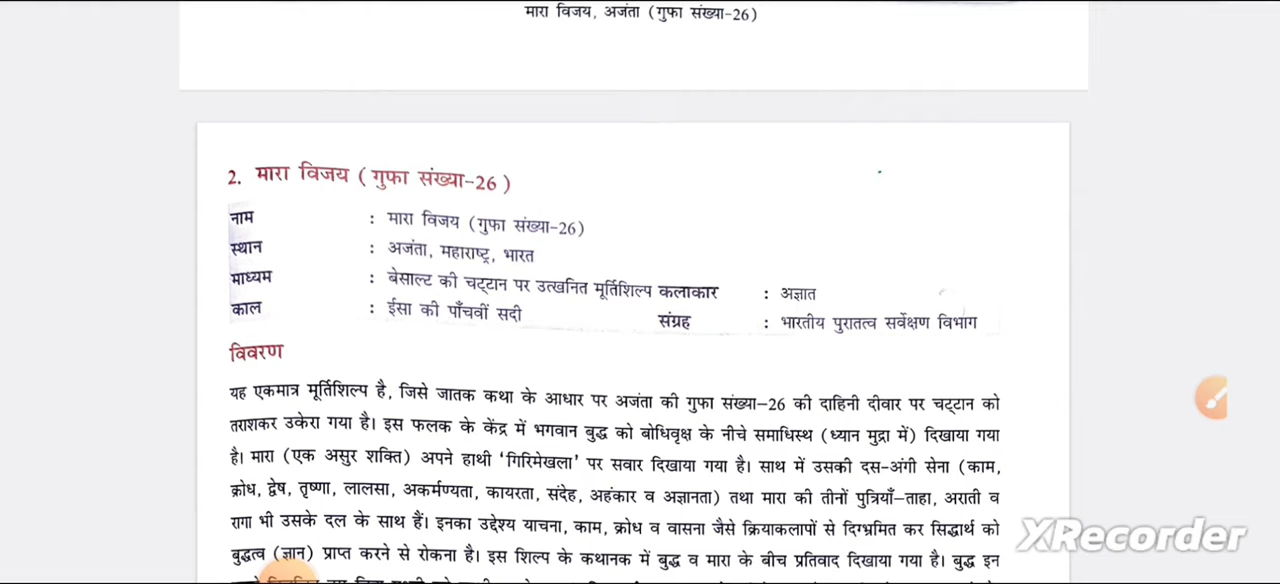 मारा विजय, अजंता (गुफा संख्या-26)
2. मारा विजय (गुफा संख्या-26)
नाम : मारा विजय (गुफा संख्या-26)
स्थान : अजंता, महाराष्ट्र, भारत
माध्यम : बेसाल्ट की चट्टान पर उत्खनित मूर्तिशिल्प कलाकार : अज्ञात
काल : ईसा की पाँचवीं सदी संग्रह : भारतीय पुरातत्व सर्वेक्षण विभाग
विवरण
यह एकमात्र मूर्तिशिल्प है, जिसे जातक कथा के आधार पर अजंता की गुफा संख्या–26 की दाहिनी दीवार पर चट्टान को
तराशकर उकेरा गया है। इस फलक के केंद्र में भगवान बुद्ध को बोधिवृक्ष के नीचे समाधिस्थ (ध्यान मुद्रा में) दिखाया गया
है। मारा (एक असुर शक्ति) अपने हाथी ‘गिरिमेखला’ पर सवार दिखाया गया है। साथ में उसकी दस-अंगी सेना (काम,
क्रोध, द्वेष, तृष्णा, लालसा, अकर्मण्यता, कायरता, संदेह, अहंकार व अज्ञानता) तथा मारा की तीनों पुत्रियाँ–ताहा, अराती व
रागा भी उसके दल के साथ हैं। इनका उद्देश्य याचना, काम, क्रोध व वासना जैसे क्रियाकलापों से दिग्भ्रमित कर सिद्धार्थ को
बुद्धत्व (ज्ञान) प्राप्त करने से रोकना है। इस शिल्प के कथानक में बुद्ध व मारा के बीच प्रतिवाद दिखाया गया है। बुद्ध इन
XRecorder